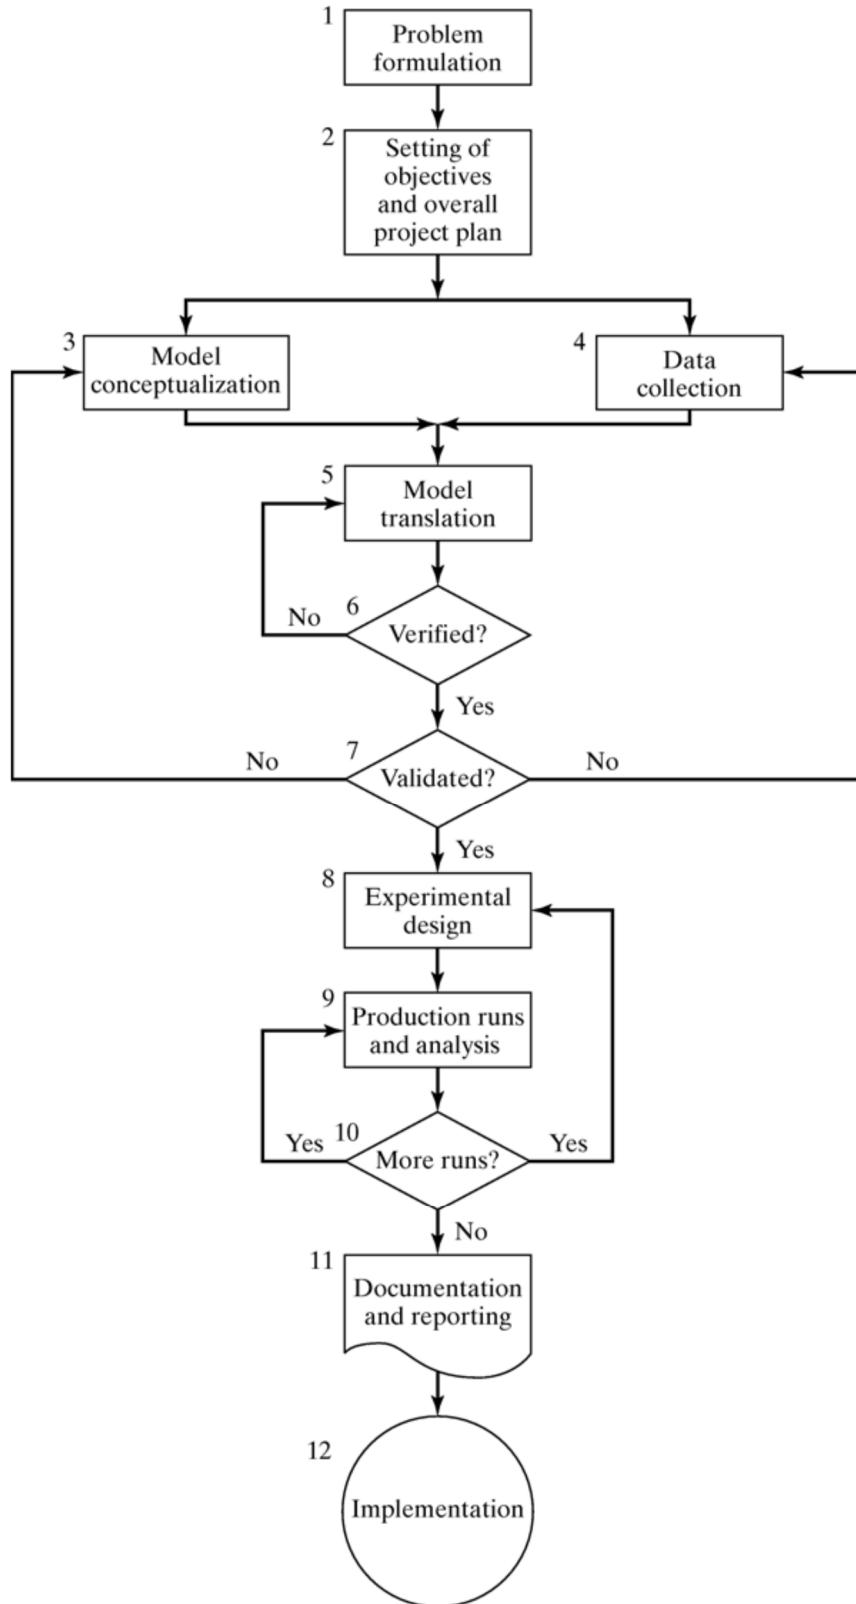 1
Problem
formulation
2
Setting of
objectives
and overall
project plan
3
Model
conceptualization
4
Data
collection
5
Model
translation
6
No
Verified?
Yes
7
No
Validated?
No
Yes
8
Experimental
design
9
Production runs
and analysis
10
Yes
More runs?
Yes
No
11
Documentation
and reporting
12
Implementation